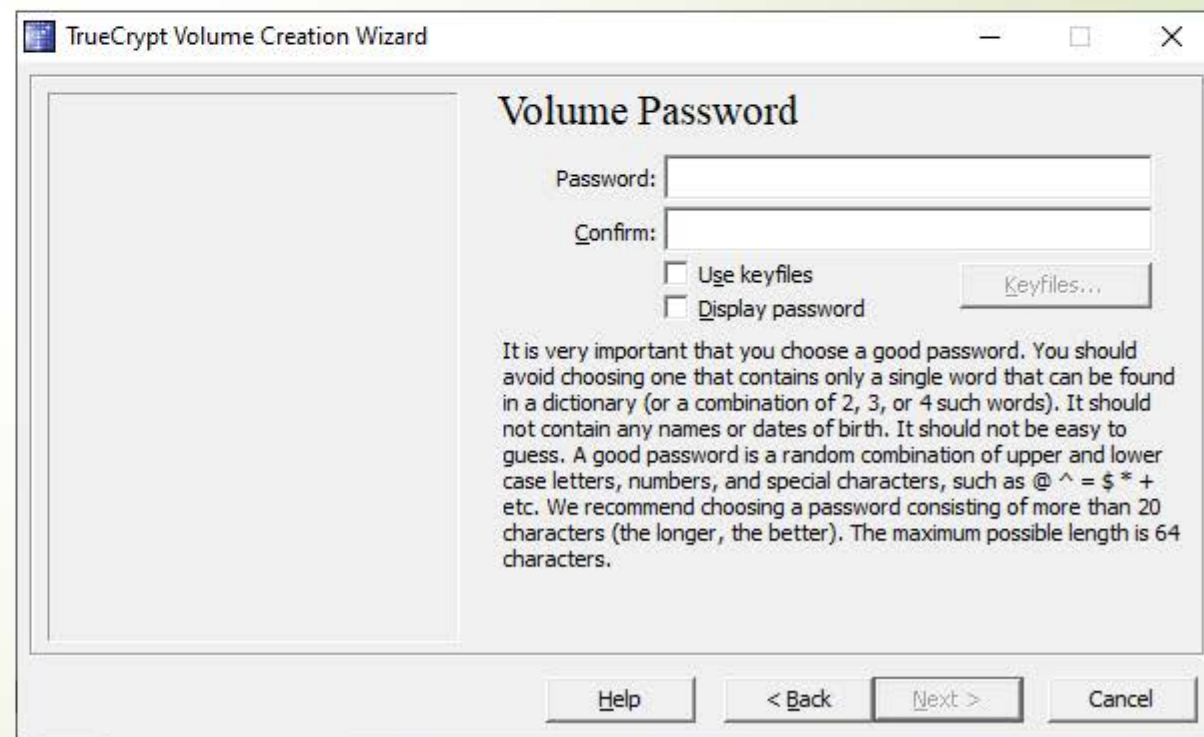 TrueCrypt Volume Creation Wizard
Volume Password
Password:
Confirm:
Use keyfiles
Keyfiles...
Display password
It is very important that you choose a good password. You should
avoid choosing one that contains only a single word that can be found
in a dictionary (or a combination of 2, 3, or 4 such words). It should
not contain any names or dates of birth. It should not be easy to
guess. A good password is a random combination of upper and lower
case letters, numbers, and special characters, such as @ ^ = $ * +
etc. We recommend choosing a password consisting of more than 20
characters (the longer, the better). The maximum possible length is 64
characters.
Help
< Back
Next >
Cancel